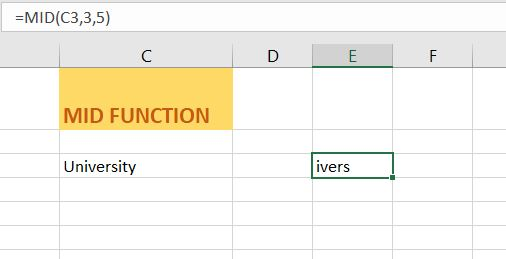 =MID(C3,3,5)
C D E F
MID FUNCTION
University ivers